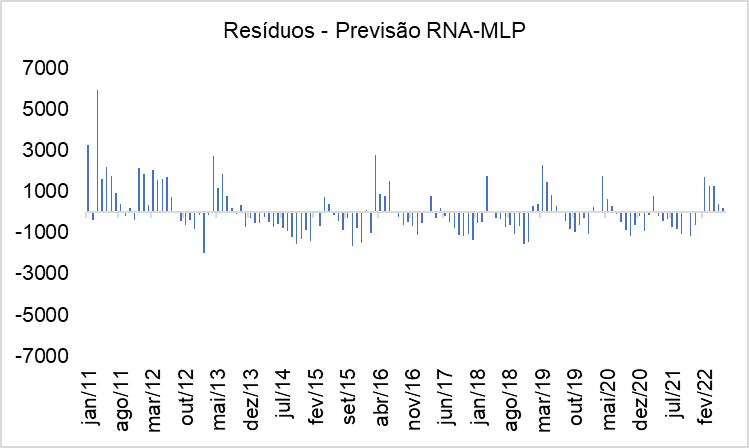 Resíduos - Previsão RNA-MLP
7000
5000
3000
1000
-1000
-3000
-5000
-7000
jan/11
ago/11
mar/12
out/12
mai/13
dez/13
jul/14
fev/15
set/15
abr/16
nov/16
jun/17
jan/18
ago/18
mar/19
out/19
mai/20
dez/20
jul/21
fev/22